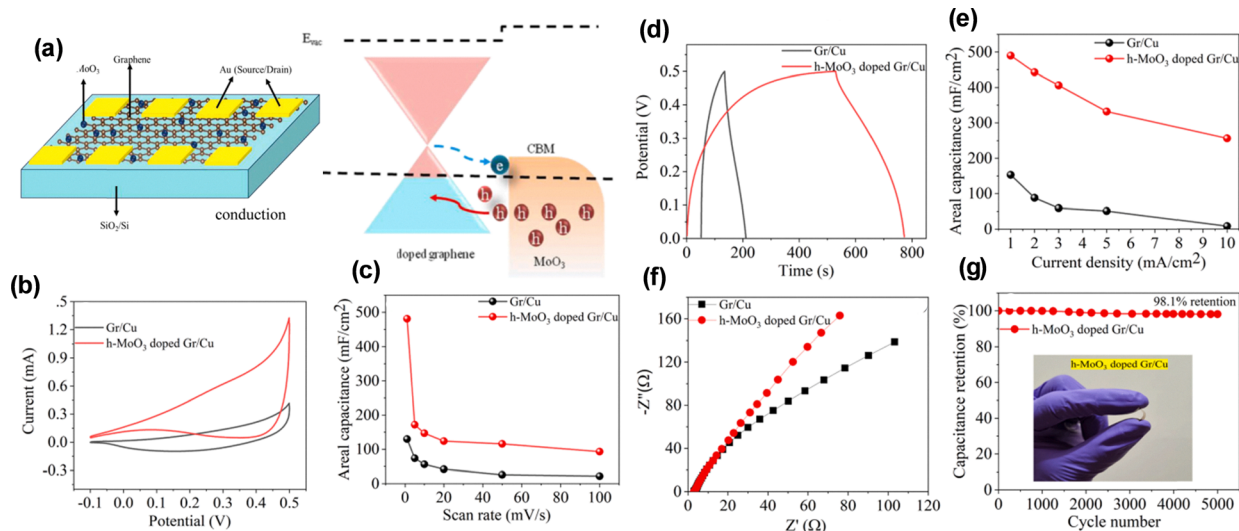 (a)
MoO₃
Graphene
Au (Source/Drain)
SiO₂/Si
conduction
Evac
CBM
e
h
h
h
h
h
h
h
h
doped graphene
MoO₃
(b)
Gr/Cu
h-MoO₃ doped Gr/Cu
Current (mA)
.5
1.2
0.9
0.6
0.3
0.0
-0.3
-0.1 0.0 0.1 0.2 0.3 0.4 0.5
Potential (V)
(c)
Gr/Cu
h-MoO₃ doped Gr/Cu
Areal capacitance (mF/cm²)
500
400
300
200
100
0
0 20 40 60 80 100
Scan rate (mV/s)
(d)
Gr/Cu
h-MoO₃ doped Gr/Cu
Potential (V)
0.5
0.4
0.3
0.2
0.1
0.0
0 200 400 600 800
Time (s)
(e)
Gr/Cu
h-MoO₃ doped Gr/Cu
Areal capacitance (mF/cm²)
500
400
300
200
100
0
1 2 3 4 5 6 7 8 9 10
Current density (mA/cm²)
(f)
Gr/Cu
h-MoO₃ doped Gr/Cu
-Z"(Ω)
160
120
80
40
0
0 20 40 60 80 100 120
Z' (Ω)
(g)
98.1% retention
h-MoO₃ doped Gr/Cu
h-MoO₃ doped Gr/Cu
Capacitance retention (%)
100
80
60
40
20
0
0 1000 2000 3000 4000 5000
Cycle number